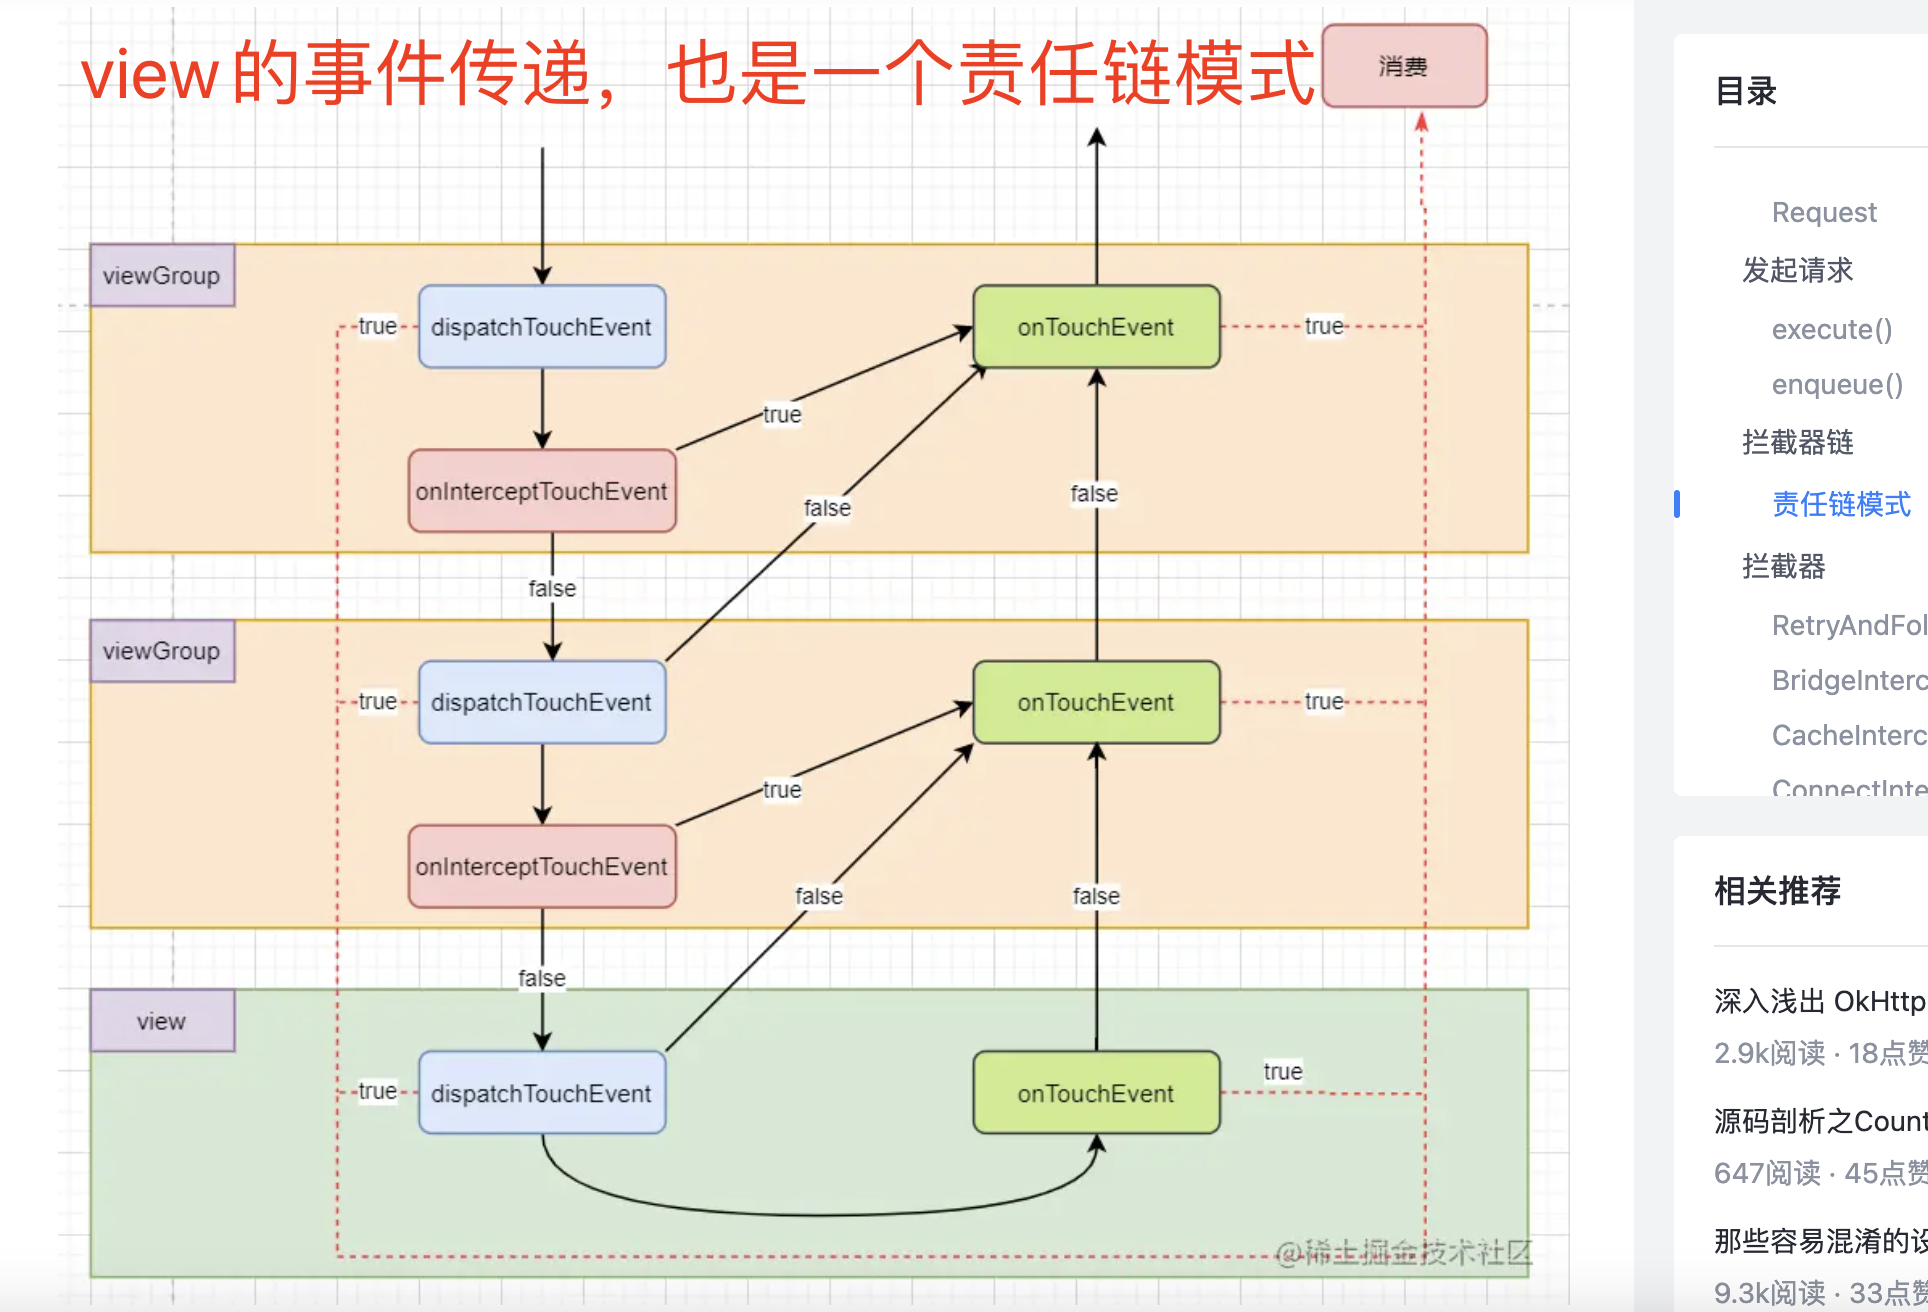 view的事件传递，也是一个责任链模式
消费
viewGroup
true
dispatchTouchEvent
onTouchEvent
true
true
onInterceptTouchEvent
false
false
false
viewGroup
true
dispatchTouchEvent
onTouchEvent
true
true
onInterceptTouchEvent
false
false
false
view
true
dispatchTouchEvent
onTouchEvent
true
@稀土掘金技术社区
目录
Request
发起请求
execute()
enqueue()
拦截器链
责任链模式
拦截器
RetryAndFol
BridgeInterc
CacheInterc
ConnectInte
相关推荐
深入浅出 OkHttp
2.9k阅读 · 18点赞
源码剖析之Count
647阅读 · 45点赞
那些容易混淆的设
9.3k阅读 · 33点赞